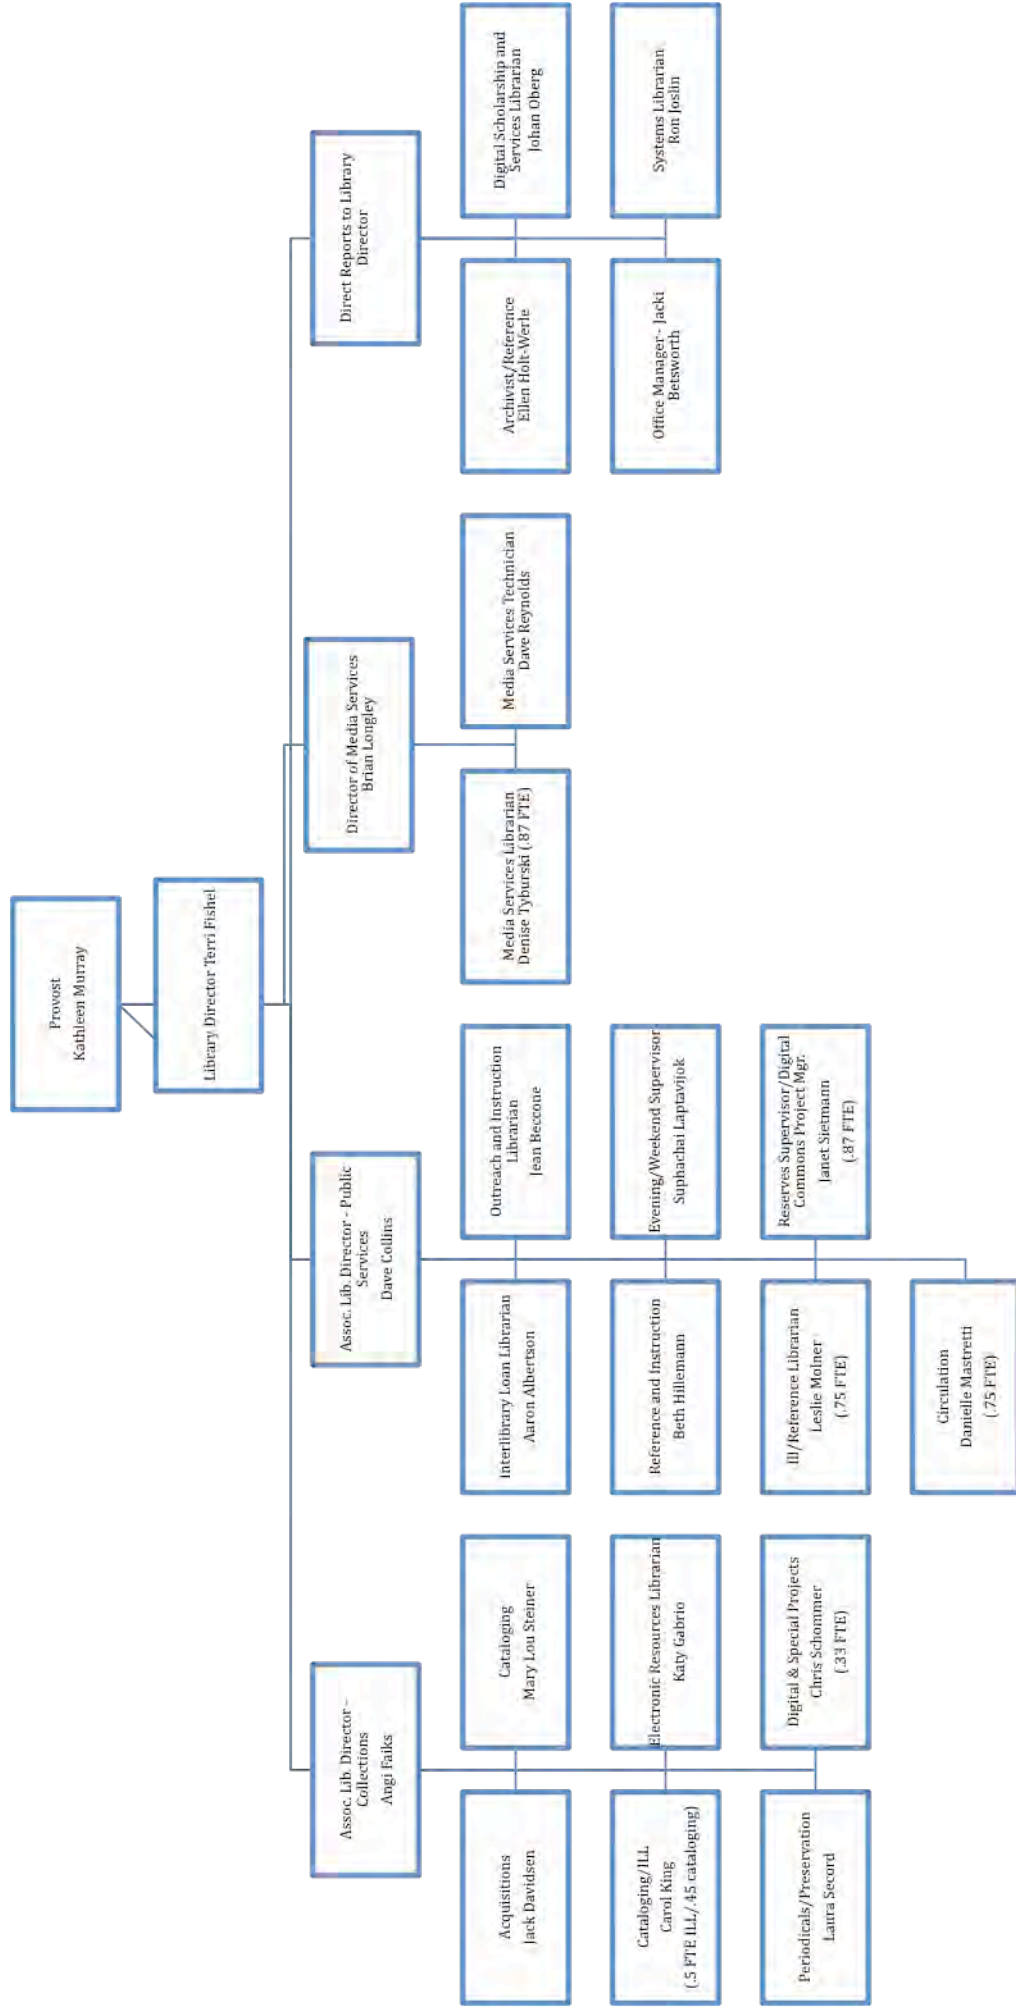 Provost
Kathleen Murray
Library Director Terri Fishel
Assoc. Lib. Director -
Collections
Angi Faiks
Assoc. Lib. Director - Public
Services
Dave Collins
Director of Media Services
Brian Longley
Direct Reports to Library
Director
Acquisitions
Jack Davidsen
Cataloging
Mary Lou Steiner
Cataloging/ILL
Carol King
(.5 FTE ILL/.45 cataloging)
Electronic Resources Librarian
Katy Gabrio
Periodicals/Preservation
Laura Secord
Digital & Special Projects
Chris Schommer
(.33 FTE)
Interlibrary Loan Librarian
Aaron Albertson
Outreach and Instruction
Librarian
Jean Beccone
Reference and Instruction
Beth Hillemann
Evening/Weekend Supervisor
Suphachai Laptavijok
Ill/Reference Librarian
Leslie Molner
(.75 FTE)
Reserves Supervisor/Digital
Commons Project Mgr.
Janet Sietmann
(.87 FTE)
Circulation
Danielle Mastretti
(.75 FTE)
Media Services Librarian
Denise Tyburski (.87 FTE)
Media Services Technician
Dave Reynolds
Archivist/Reference
Ellen Holt-Werle
Digital Scholarship and
Services Librarian
Johan Oberg
Office Manager - Jacki
Betsworth
Systems Librarian
Ron Joslin